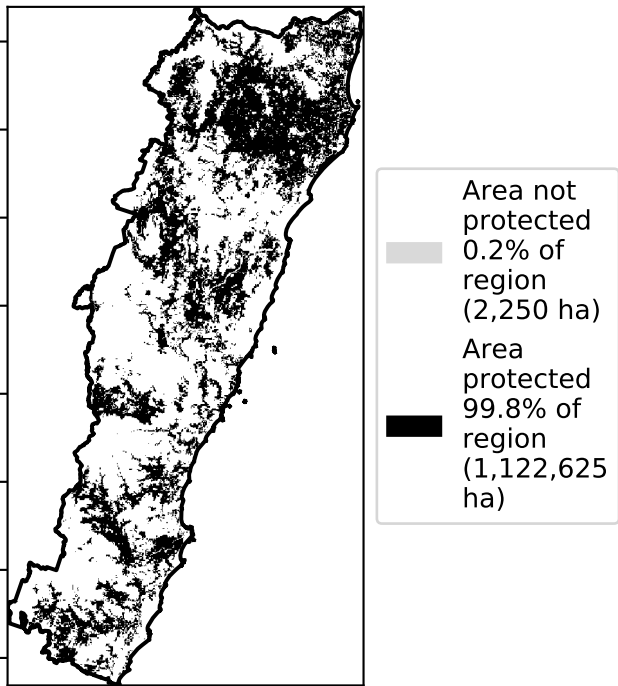 Area not
protected
0.2% of
region
(2,250 ha)
Area
protected
99.8% of
region
(1,122,625
ha)